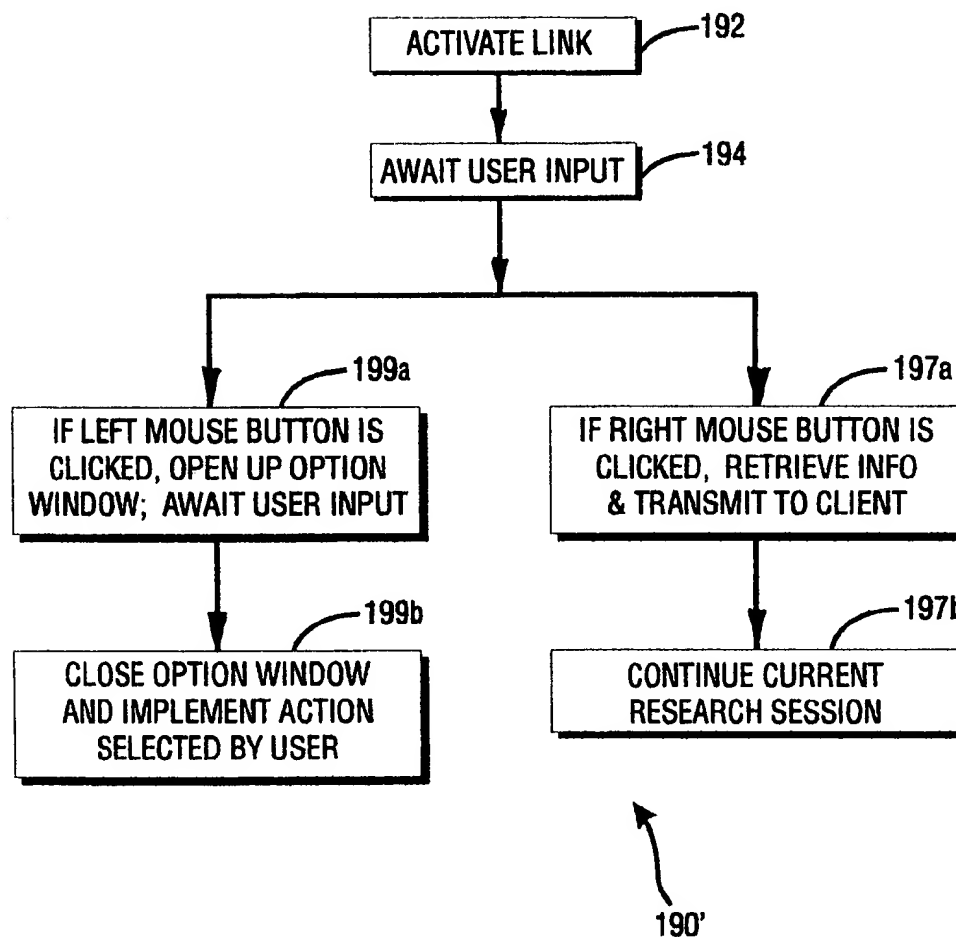 ACTIVATE LINK
192
AWAIT USER INPUT
194
199a
IF LEFT MOUSE BUTTON IS
CLICKED, OPEN UP OPTION
WINDOW; AWAIT USER INPUT
197a
IF RIGHT MOUSE BUTTON IS
CLICKED, RETRIEVE INFO
& TRANSMIT TO CLIENT
199b
CLOSE OPTION WINDOW
AND IMPLEMENT ACTION
SELECTED BY USER
197b
CONTINUE CURRENT
RESEARCH SESSION
190'